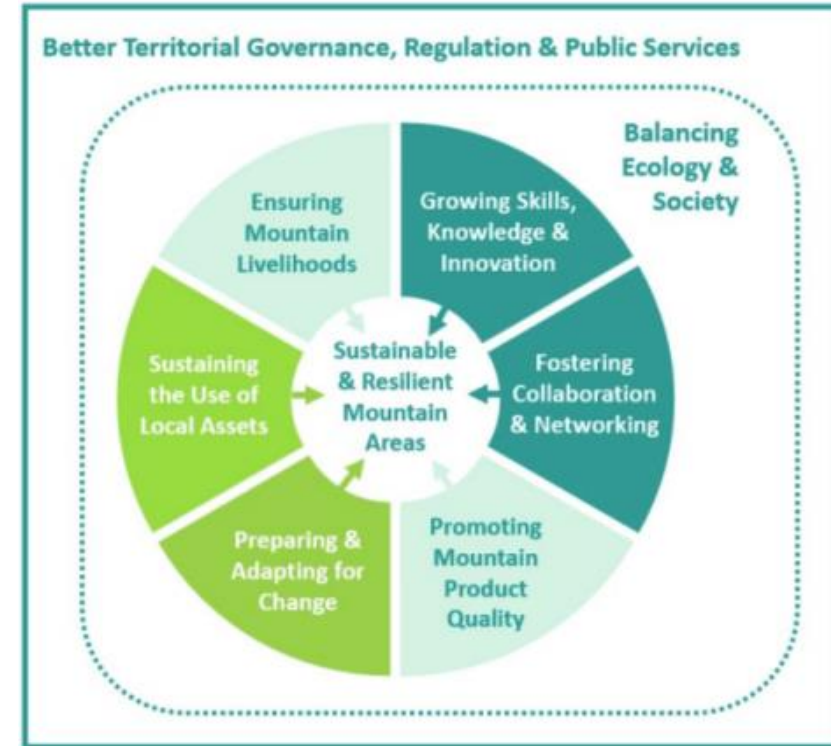 Better Territorial Governance, Regulation & Public Services
Balancing
Ecology &
Society
Ensuring
Mountain
Livelihoods
Growing Skills,
Knowledge &
Innovation
Sustaining
the Use of
Local Assets
Sustainable
& Resilient
Mountain
Areas
Fostering
Collaboration
& Networking
Preparing &
Adapting for
Change
Promoting
Mountain
Product
Quality